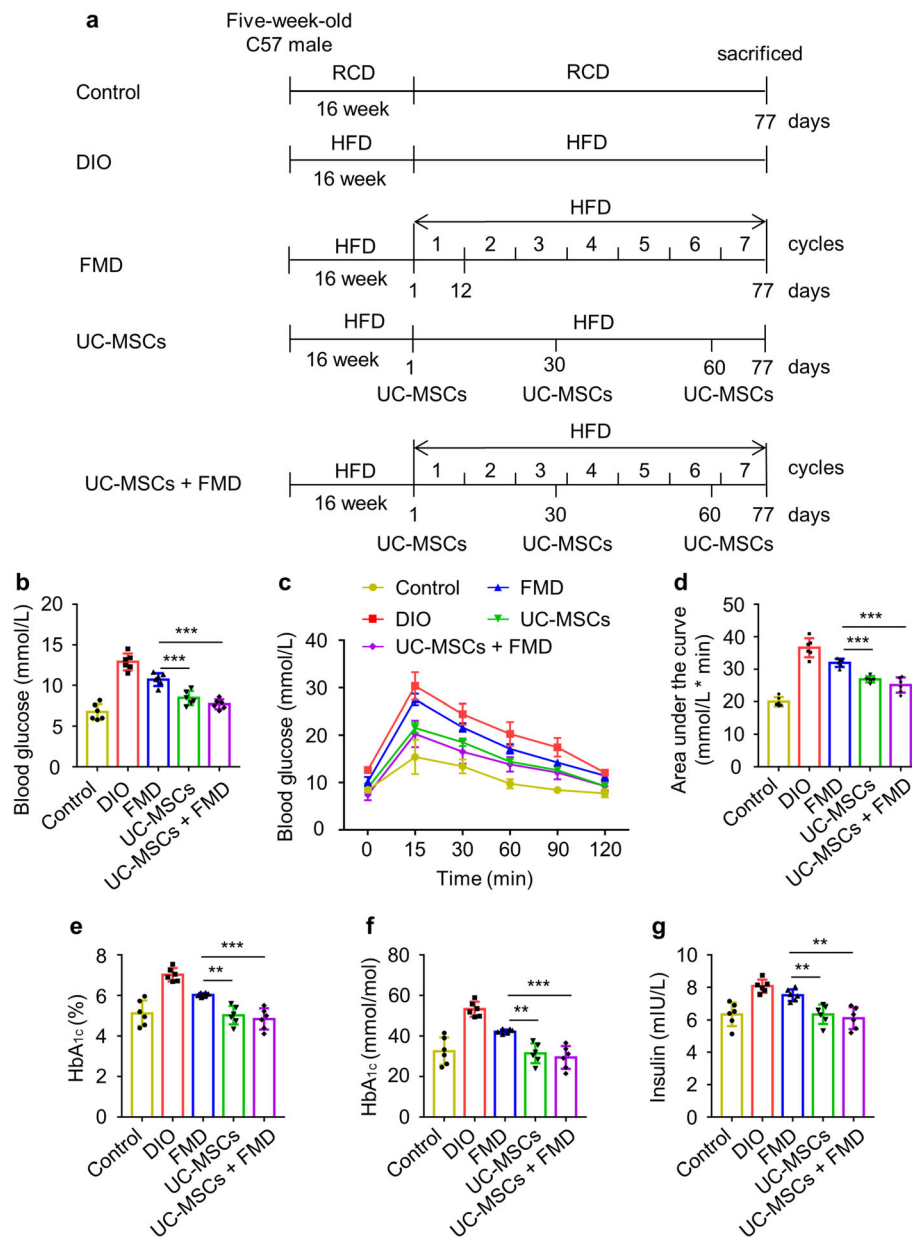 a
Five-week-old
C57 male
sacrificed
Control
RCD
RCD
16 week
77 days
DIO
HFD
HFD
16 week
HFD
FMD
HFD
1 2 3 4 5 6 7 cycles
16 week
1 12 77 days
UC-MSCs
HFD
HFD
16 week
1 30 60 77 days
UC-MSCs UC-MSCs UC-MSCs
HFD
UC-MSCs + FMD
HFD
1 2 3 4 5 6 7 cycles
16 week
1 30 60 77 days
UC-MSCs UC-MSCs UC-MSCs
b
Blood glucose (mmol/L)
20
15
10
5
0
***
***
Control
DIO
FMD
UC-MSCs
UC-MSCs + FMD
c
Control
FMD
DIO
UC-MSCs
UC-MSCs + FMD
Blood glucose (mmol/L)
40
30
20
10
0
0 15 30 60 90 120
Time (min)
d
Area under the curve
(mmol/L * min)
50
40
30
20
10
0
***
***
Control
DIO
FMD
UC-MSCs
UC-MSCs + FMD
e
HbA1c (%)
8
6
4
2
0
***
**
Control
DIO
FMD
UC-MSCs
UC-MSCs + FMD
f
HbA1c (mmol/mol)
80
60
40
20
0
***
**
Control
DIO
FMD
UC-MSCs
UC-MSCs + FMD
g
Insulin (mIU/L)
10
8
6
4
2
0
**
**
Control
DIO
FMD
UC-MSCs
UC-MSCs + FMD